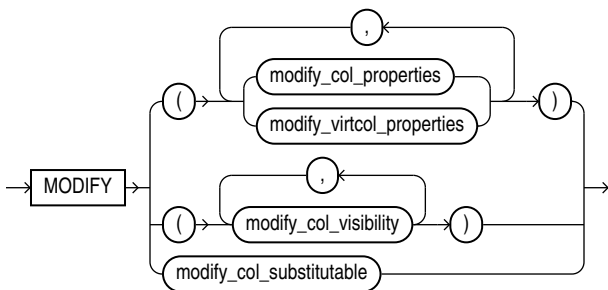 ,
modify_col_properties
(
)
modify_virtcol_properties
MODIFY
,
(
modify_col_visibility
)
modify_col_substitutable